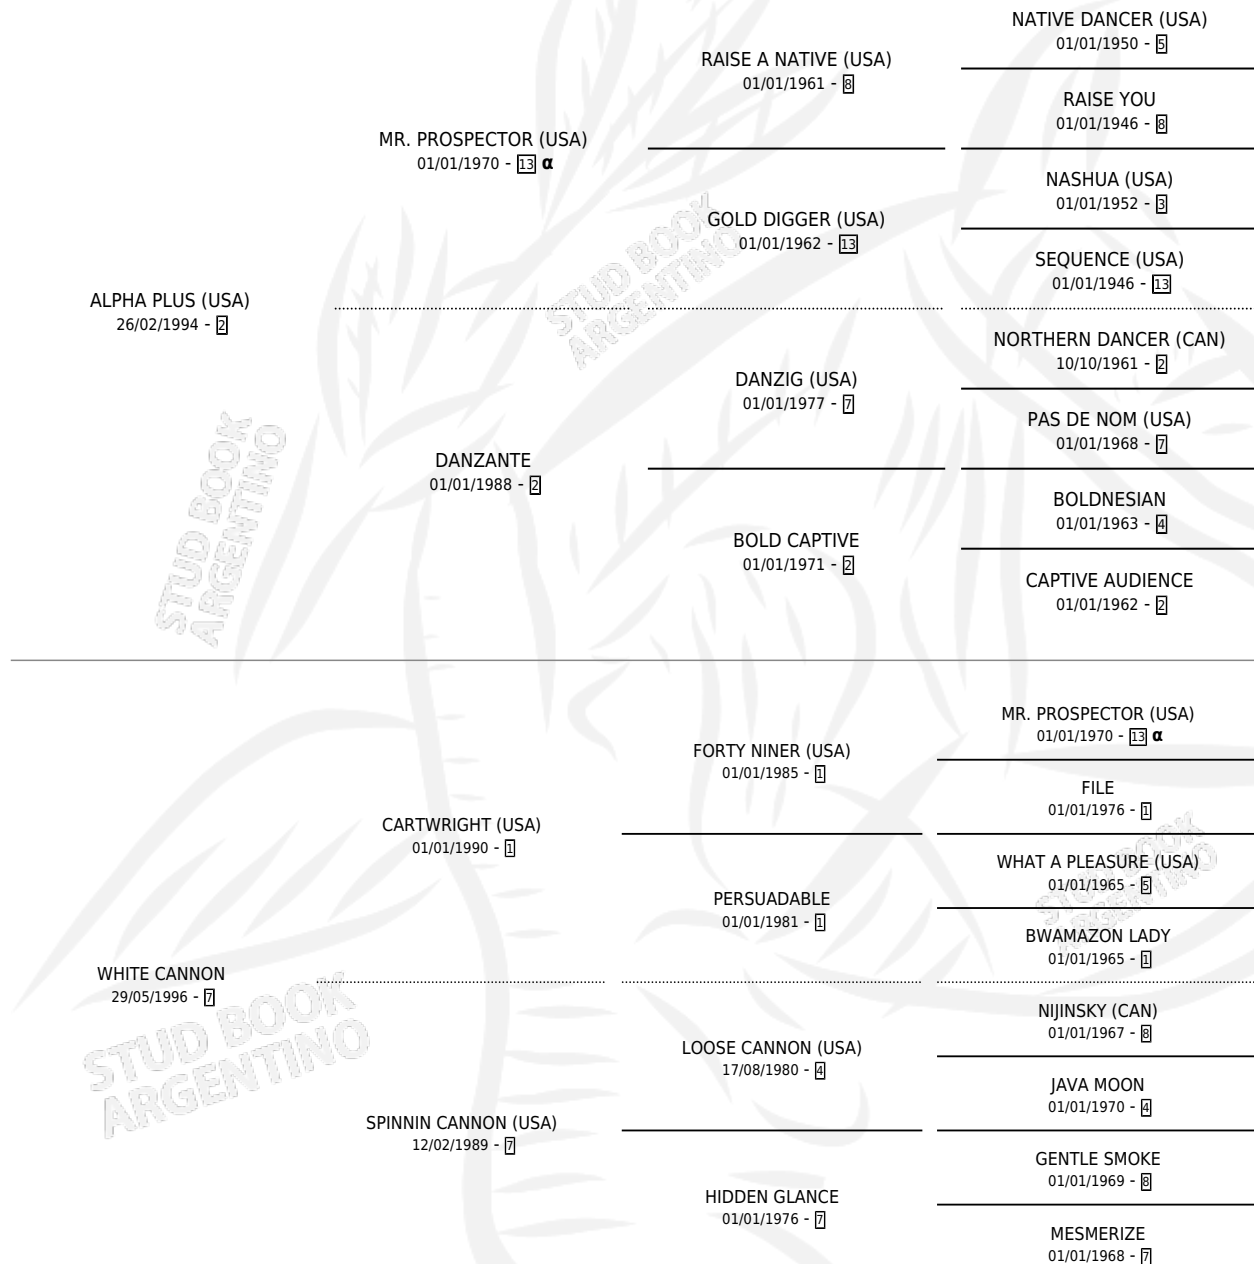 NATIVE DANCER (USA)
01/01/1950 - 5
RAISE A NATIVE (USA)
01/01/1961 - 8
RAISE YOU
01/01/1946 - 8
MR. PROSPECTOR (USA)
01/01/1970 - 13 α
NASHUA (USA)
01/01/1952 - 3
GOLD DIGGER (USA)
01/01/1962 - 13
SEQUENCE (USA)
01/01/1946 - 13
ALPHA PLUS (USA)
26/02/1994 - 2
STUD BOOK
ARGENTINO
NORTHERN DANCER (CAN)
10/10/1961 - 2
DANZIG (USA)
01/01/1977 - 7
PAS DE NOM (USA)
01/01/1968 - 7
DANZANTE
01/01/1988 - 2
BOLDNESIAN
01/01/1963 - 4
BOLD CAPTIVE
01/01/1971 - 2
CAPTIVE AUDIENCE
01/01/1962 - 2
STUD BOOK
ARGENTINO
MR. PROSPECTOR (USA)
01/01/1970 - 13 α
FORTY NINER (USA)
01/01/1985 - 1
FILE
01/01/1976 - 1
CARTWRIGHT (USA)
01/01/1990 - 1
WHAT A PLEASURE (USA)
01/01/1965 - 5
STUD BOOK
ARGENTINO
PERSUADABLE
01/01/1981 - 1
BWAMAZON LADY
01/01/1965 - 1
WHITE CANNON
29/05/1996 - 7
STUD BOOK
ARGENTINO
NIJINSKY (CAN)
01/01/1967 - 8
LOOSE CANNON (USA)
17/08/1980 - 4
JAVA MOON
01/01/1970 - 4
SPINNIN CANNON (USA)
12/02/1989 - 7
GENTLE SMOKE
01/01/1969 - 8
HIDDEN GLANCE
01/01/1976 - 7
MESMERIZE
01/01/1968 - 7